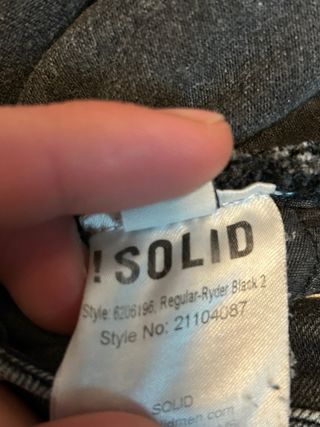 ! SOLID
Style: 6206196, Regular-Ryder Black 2
Style No: 21104087
SOLID